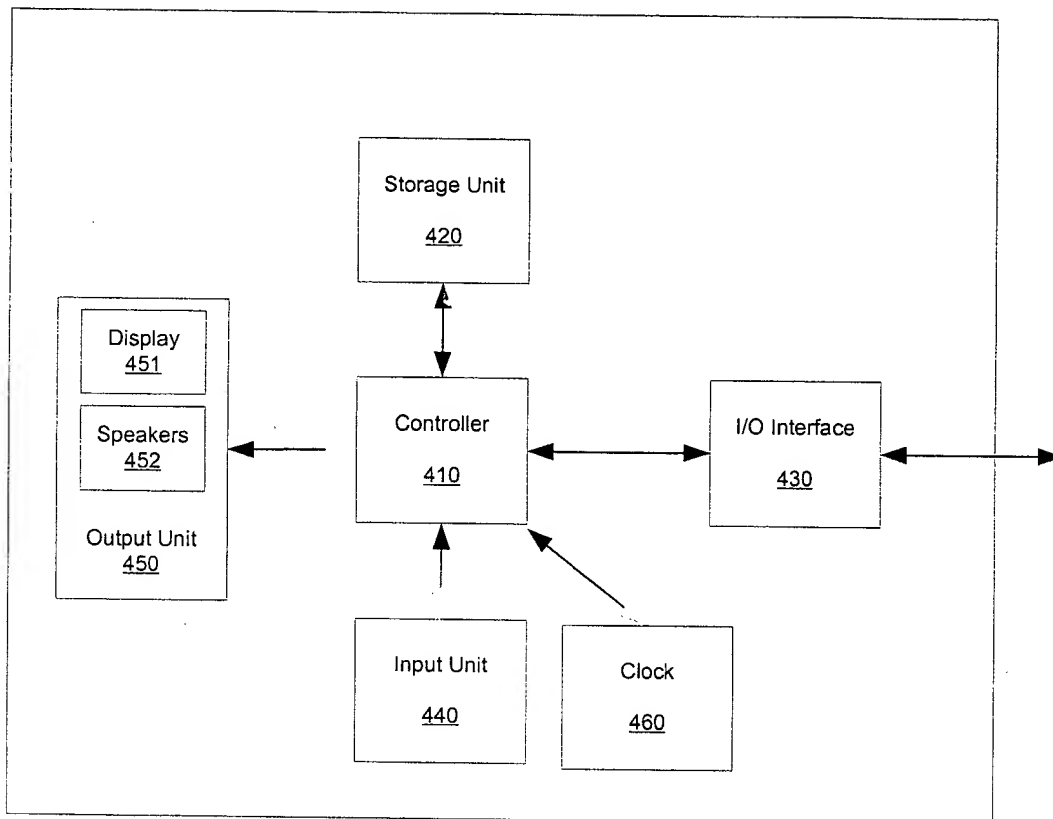 Storage Unit
420
Display
451
Speakers
452
Output Unit
450
Controller
410
I/O Interface
430
Input Unit
440
Clock
460